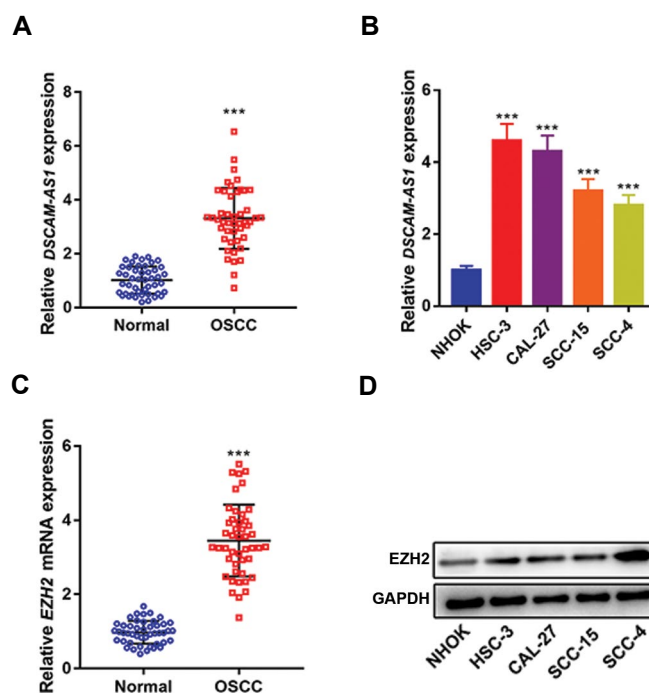 A
Relative DSCAM-AS1 expression
8
6
4
2
0
***
Normal
OSCC
B
Relative DSCAM-AS1 expression
6
4
2
0
***
***
***
***
NHOK
HSC-3
CAL-27
SCC-15
SCC-4
C
Relative EZH2 mRNA expression
6
4
2
0
***
Normal
OSCC
D
EZH2
GAPDH
NHOK
HSC-3
CAL-27
SCC-15
SCC-4